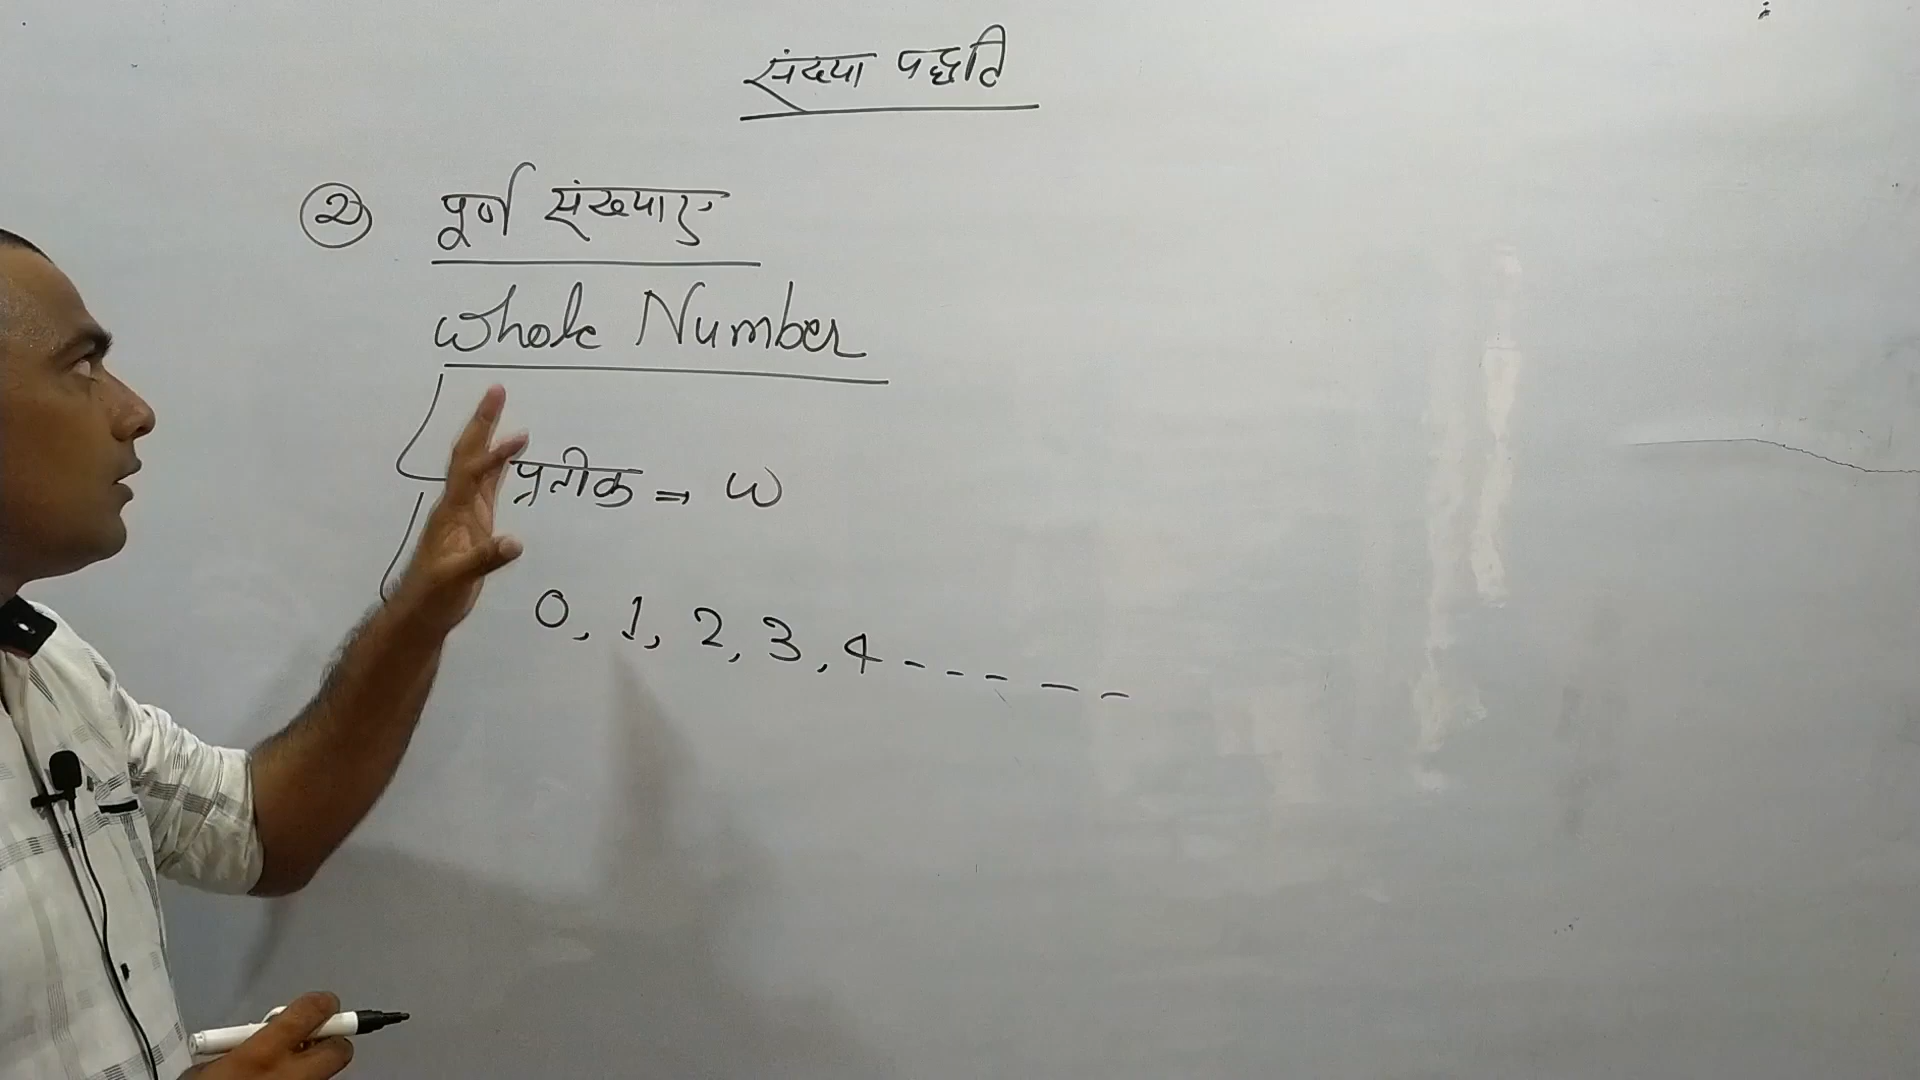 संख्या पद्धति
② पूर्ण संख्याएं
Whole Number
प्रतीक = W
0, 1, 2, 3, 4 - - - - -